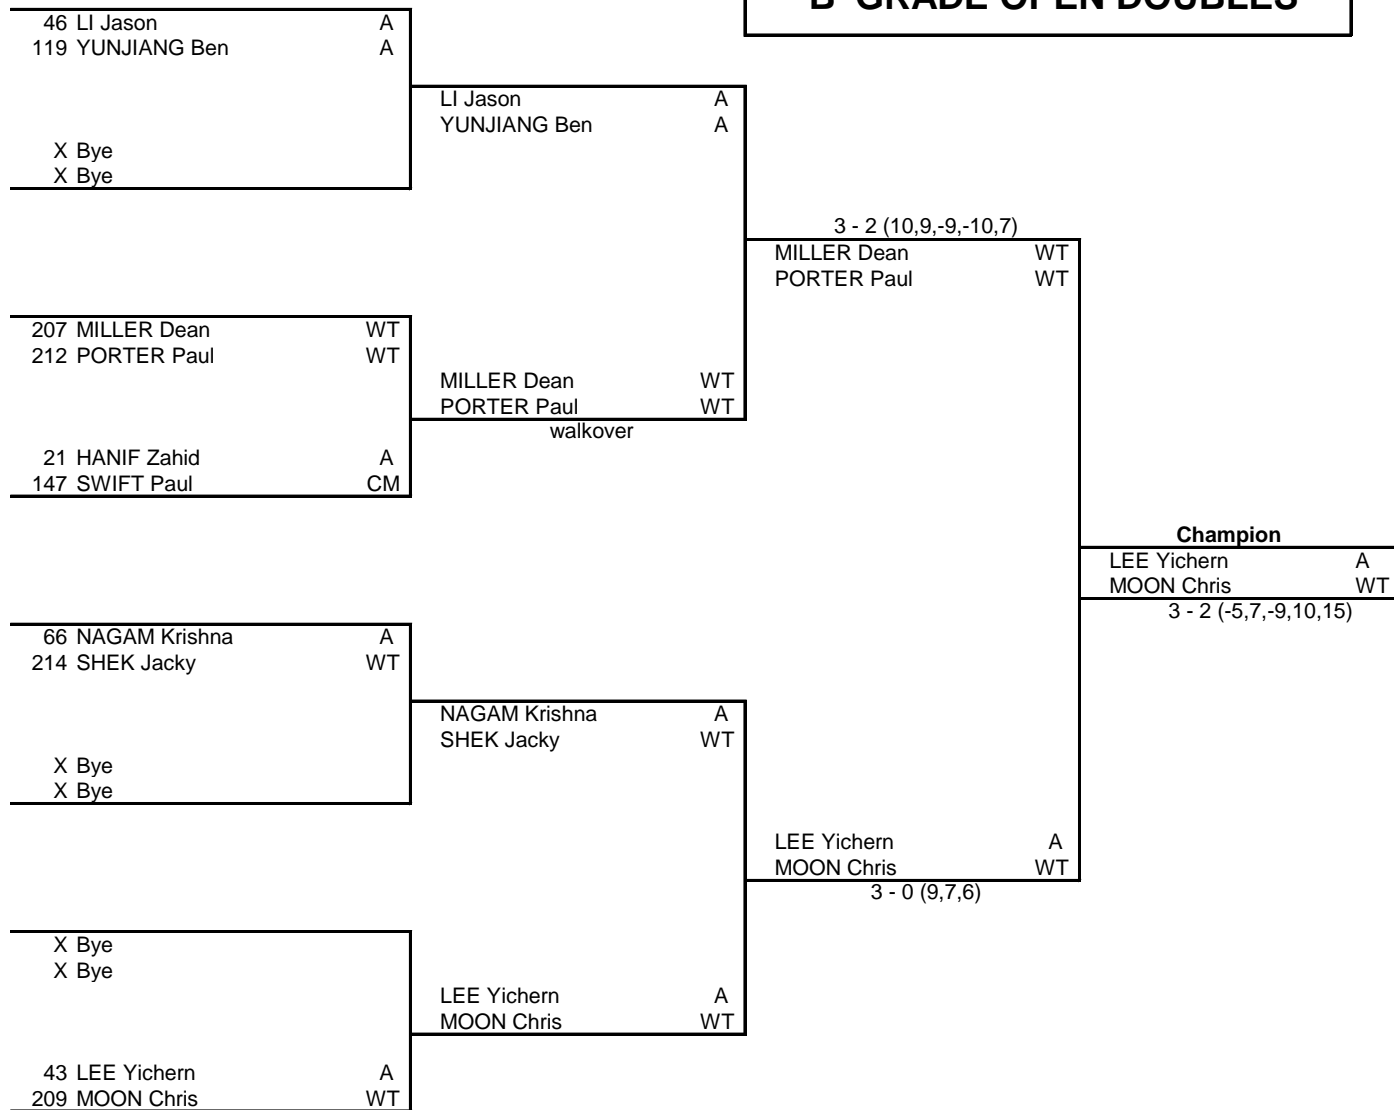 B GRADE OPEN DOUBLES
46 LI Jason A
119 YUNJIANG Ben A
X Bye
X Bye
207 MILLER Dean WT
212 PORTER Paul WT
21 HANIF Zahid A
147 SWIFT Paul CM
66 NAGAM Krishna A
214 SHEK Jacky WT
X Bye
X Bye
X Bye
X Bye
43 LEE Yichern A
209 MOON Chris WT
LI Jason A
YUNJIANG Ben A
MILLER Dean WT
PORTER Paul WT
walkover
NAGAM Krishna A
SHEK Jacky WT
LEE Yichern A
MOON Chris WT
3 - 2 (10,9,-9,-10,7)
MILLER Dean WT
PORTER Paul WT
LEE Yichern A
MOON Chris WT
3 - 0 (9,7,6)
Champion
LEE Yichern A
MOON Chris WT
3 - 2 (-5,7,-9,10,15)